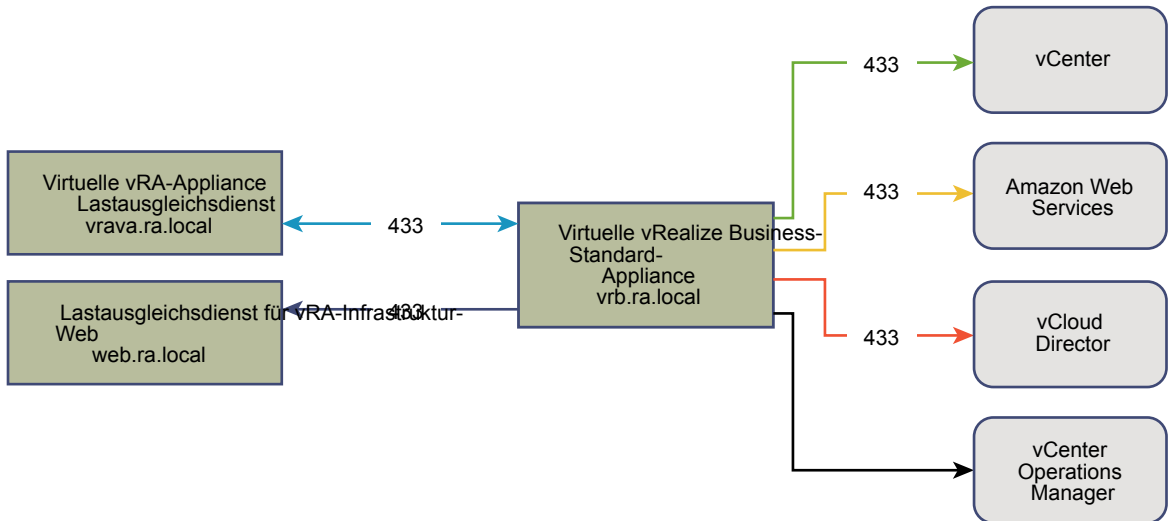 433
vCenter
Virtuelle vRA-Appliance
Lastausgleichsdienst
vrava.ra.local
433
433
Amazon Web
Services
Virtuelle vRealize Business-
Standard-
Appliance
vrb.ra.local
Lastausgleichsdienst für vRA-Infrastruktur-
Web
web.ra.local
433
433
vCloud
Director
vCenter
Operations
Manager